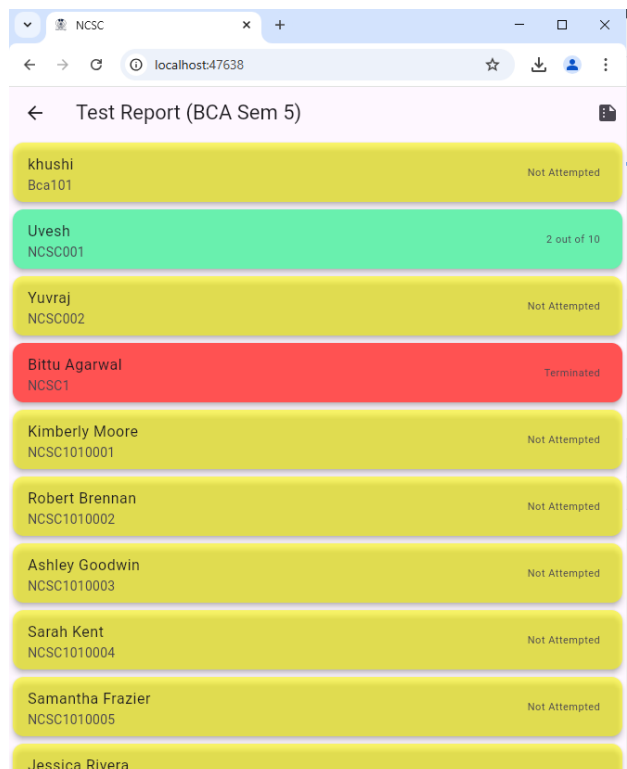 NCSC
localhost:47638
Test Report (BCA Sem 5)
khushi
Bca101
Not Attempted
Uvesh
NCSC001
2 out of 10
Yuvraj
NCSC002
Not Attempted
Bittu Agarwal
NCSC1
Terminated
Kimberly Moore
NCSC1010001
Not Attempted
Robert Brennan
NCSC1010002
Not Attempted
Ashley Goodwin
NCSC1010003
Not Attempted
Sarah Kent
NCSC1010004
Not Attempted
Samantha Frazier
NCSC1010005
Not Attempted
Jessica Rivera